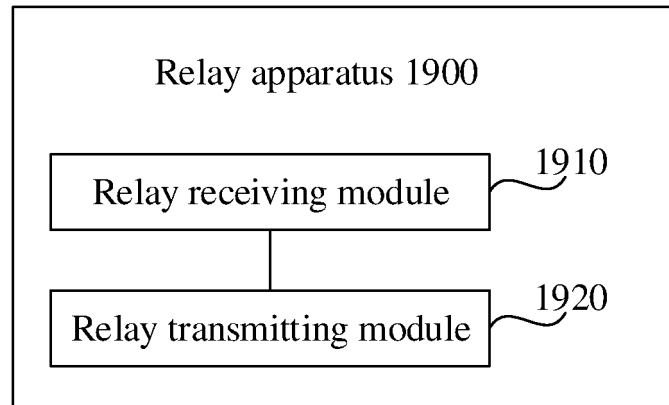 Relay apparatus 1900
1910
Relay receiving module
1920
Relay transmitting module